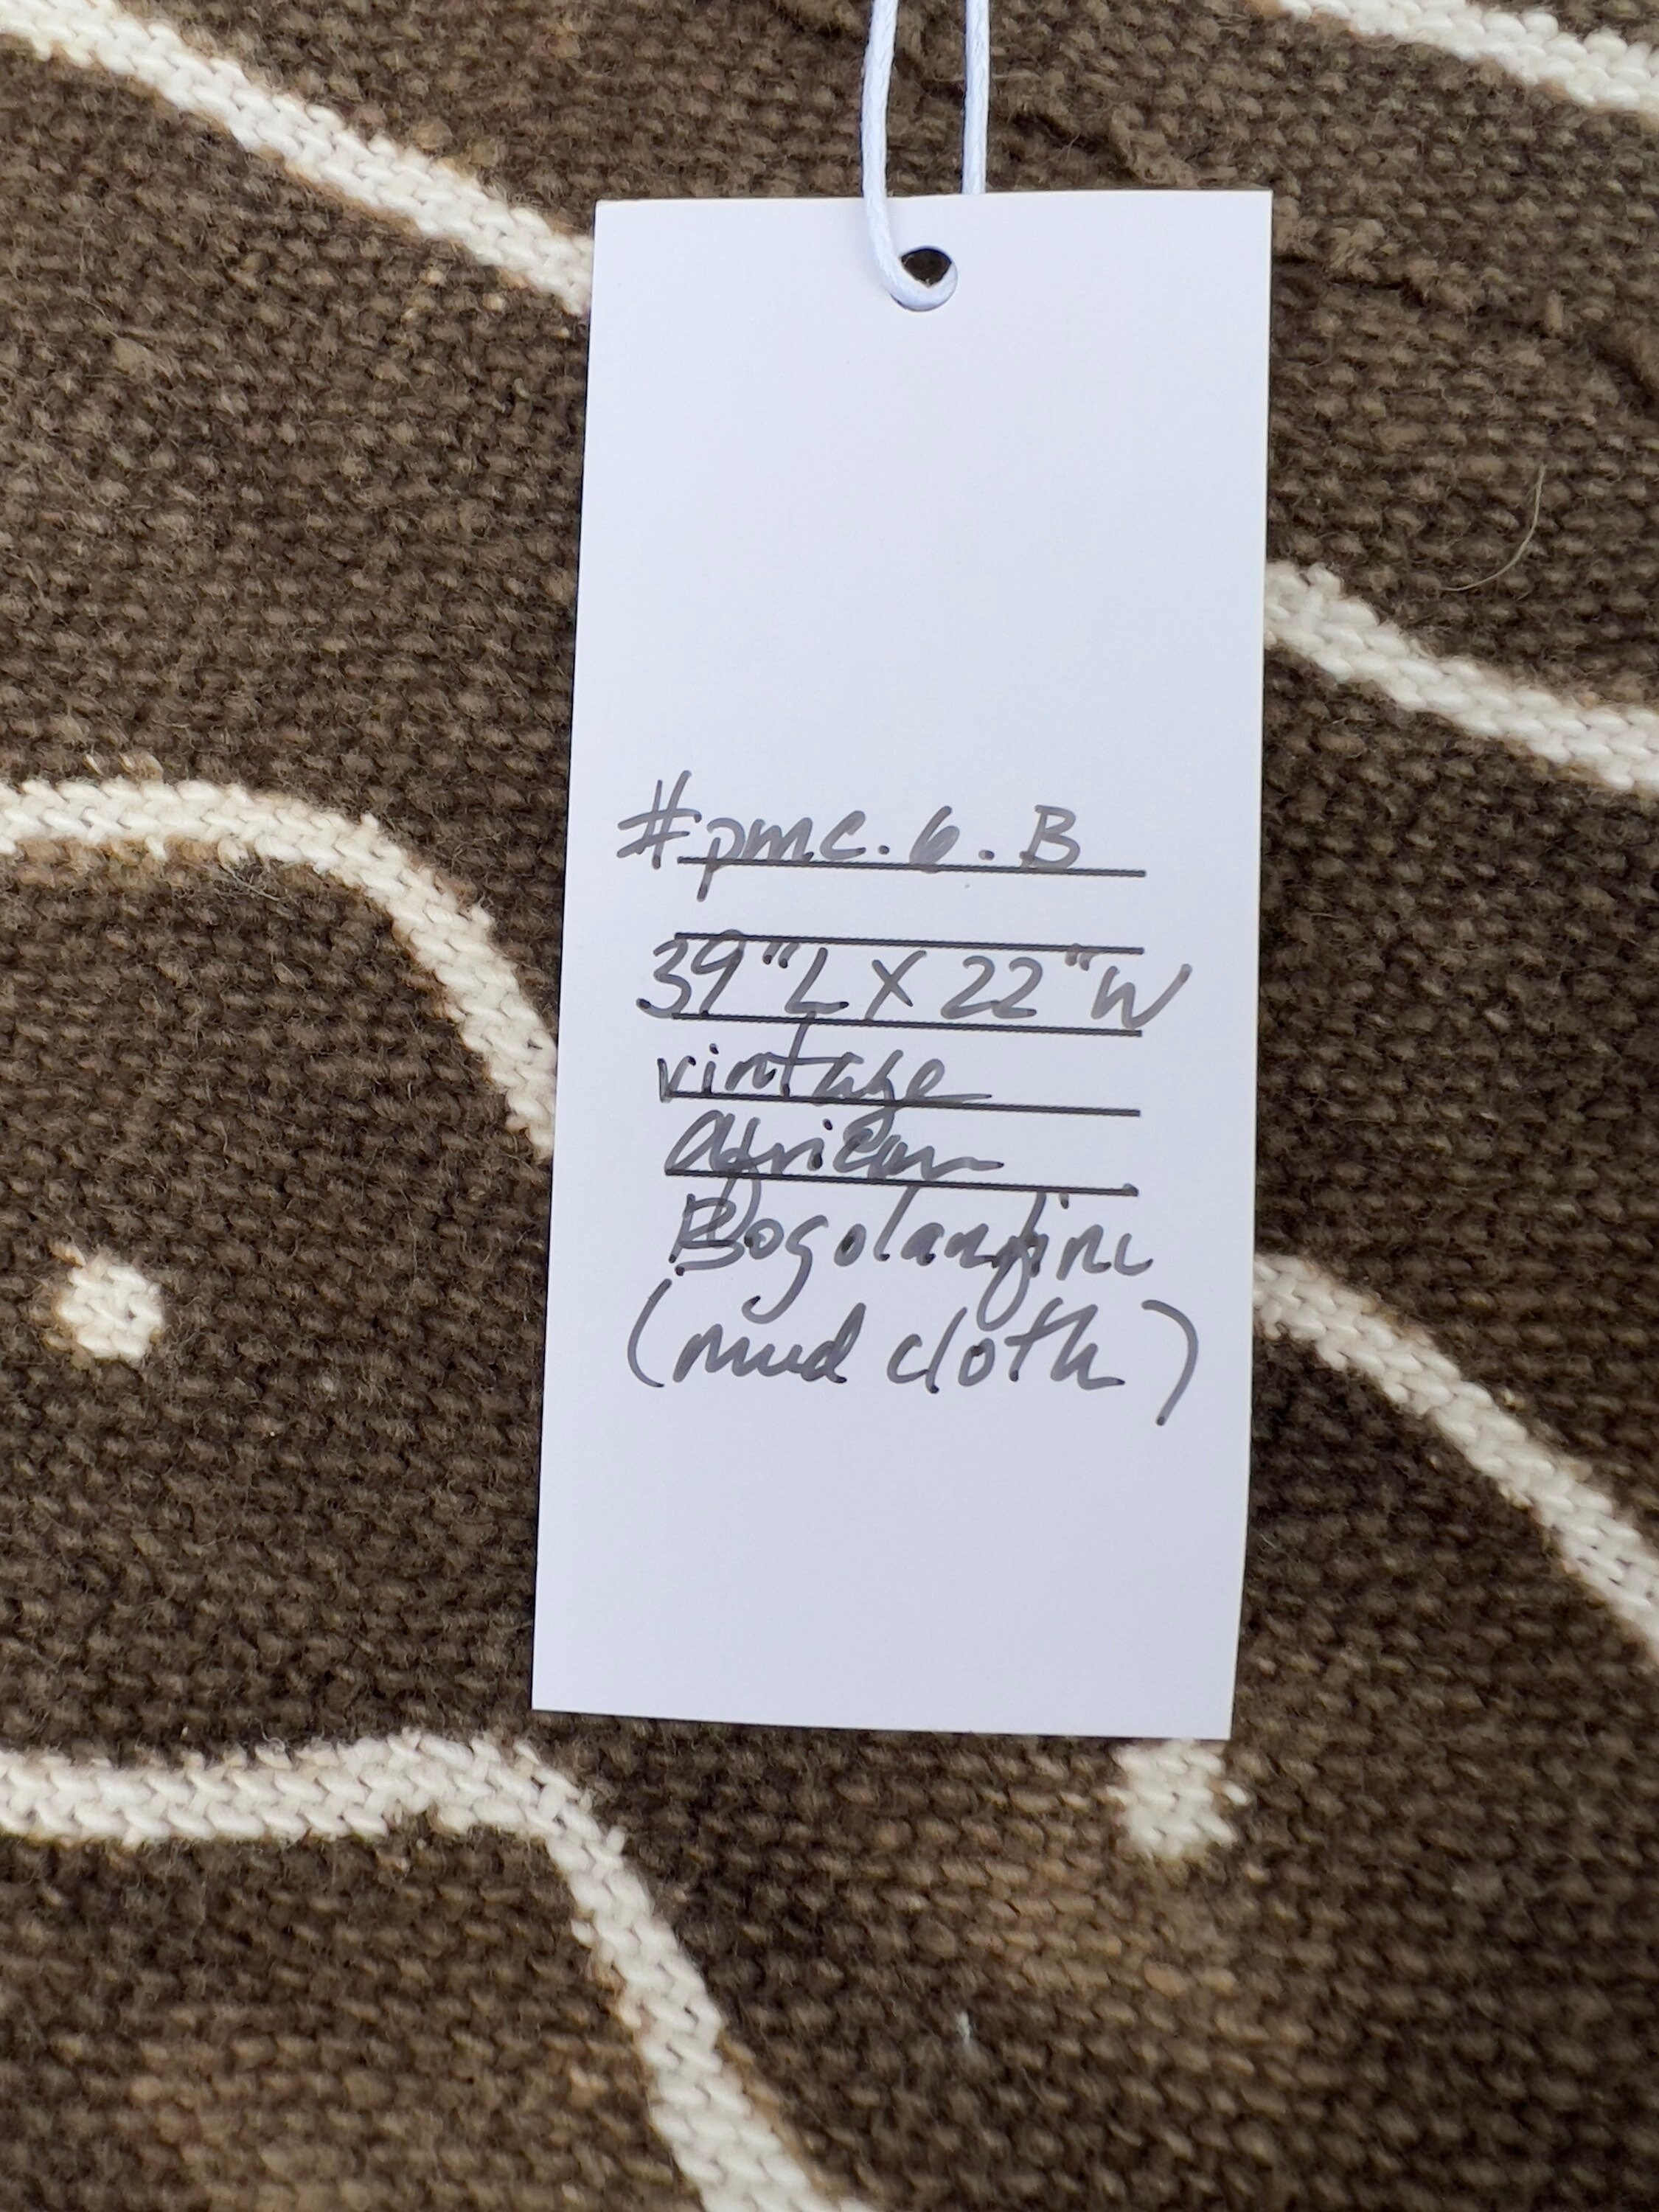 #pmc.6.B
39"L X 22"W
vintage
African
Bogolanfini
(mud cloth)